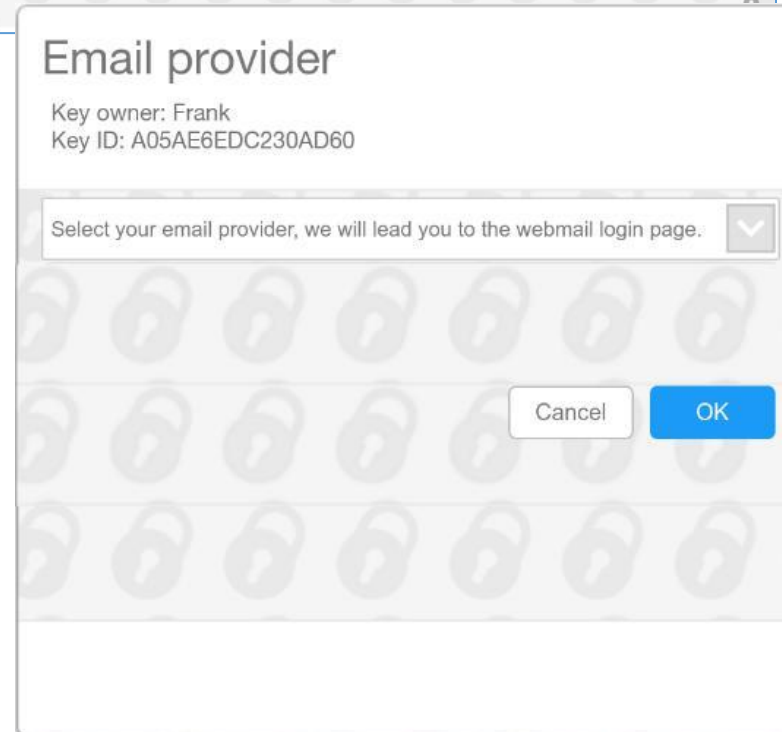 Email provider
Key owner: Frank
Key ID: A05AE6EDC230AD60
Select your email provider, we will lead you to the webmail login page.
Cancel
OK